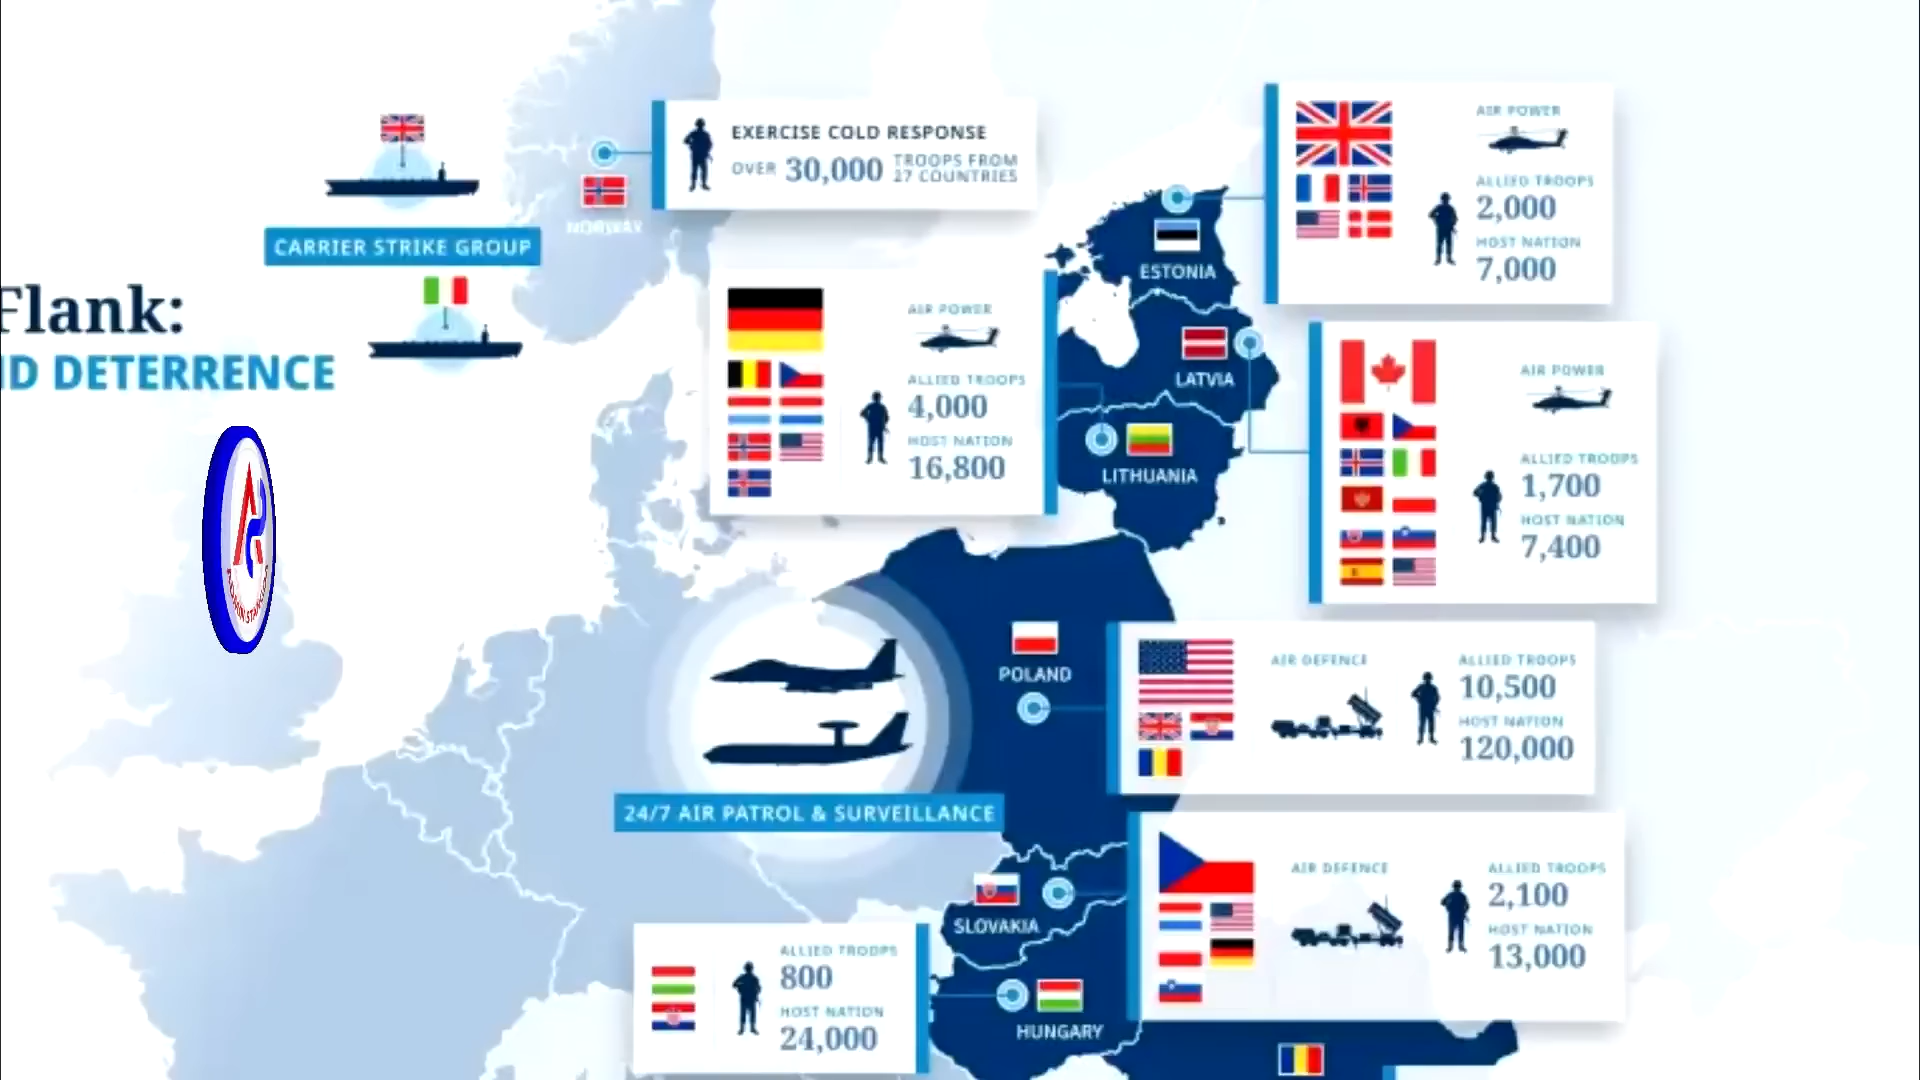 Flank:
ND DETERRENCE
CARRIER STRIKE GROUP
NORWAY
EXERCISE COLD RESPONSE
OVER 30,000 TROOPS FROM
27 COUNTRIES
ESTONIA
AIR POWER
ALLIED TROOPS
2,000
HOST NATION
7,000
AIR POWER
ALLIED TROOPS
4,000
HOST NATION
16,800
LATVIA
LITHUANIA
AIR POWER
ALLIED TROOPS
1,700
HOST NATION
7,400
POLAND
AIR DEFENCE
ALLIED TROOPS
10,500
HOST NATION
120,000
24/7 AIR PATROL & SURVEILLANCE
SLOVAKIA
AIR DEFENCE
ALLIED TROOPS
2,100
HOST NATION
13,000
ALLIED TROOPS
800
HOST NATION
24,000
HUNGARY